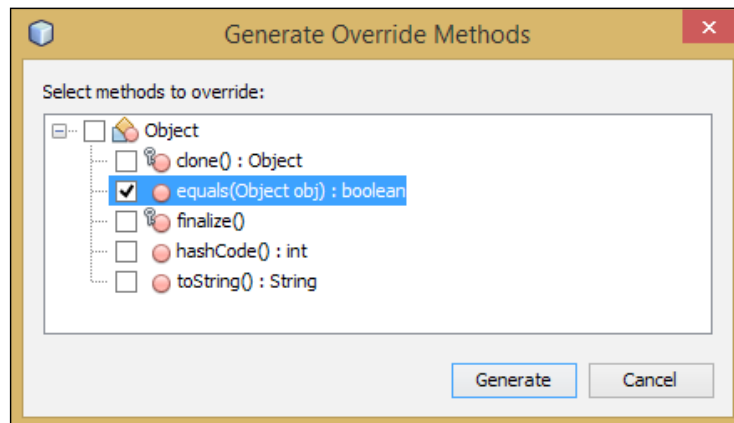 Generate Override Methods
Select methods to override:
Object
clone() : Object
equals(Object obj) : boolean
finalize()
hashCode() : int
toString() : String
Generate Cancel